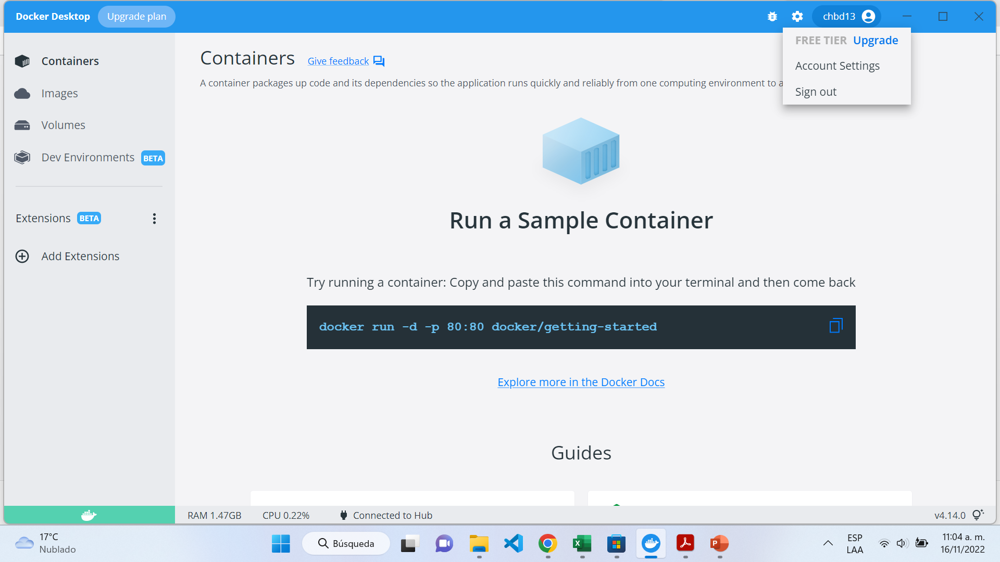 Docker Desktop Upgrade plan chbd13
FREE TIER Upgrade
Account Settings
Sign out
Containers
Images
Volumes
Dev Environments BETA
Extensions BETA
Add Extensions
Containers Give feedback
A container packages up code and its dependencies so the application runs quickly and reliably from one computing environment to a
Run a Sample Container
Try running a container: Copy and paste this command into your terminal and then come back
docker run -d -p 80:80 docker/getting-started
Explore more in the Docker Docs
Guides
RAM 1.47GB CPU 0.22% Connected to Hub v4.14.0
17°C
Nublado
Búsqueda
ESP
LAA
11:04 a. m.
16/11/2022